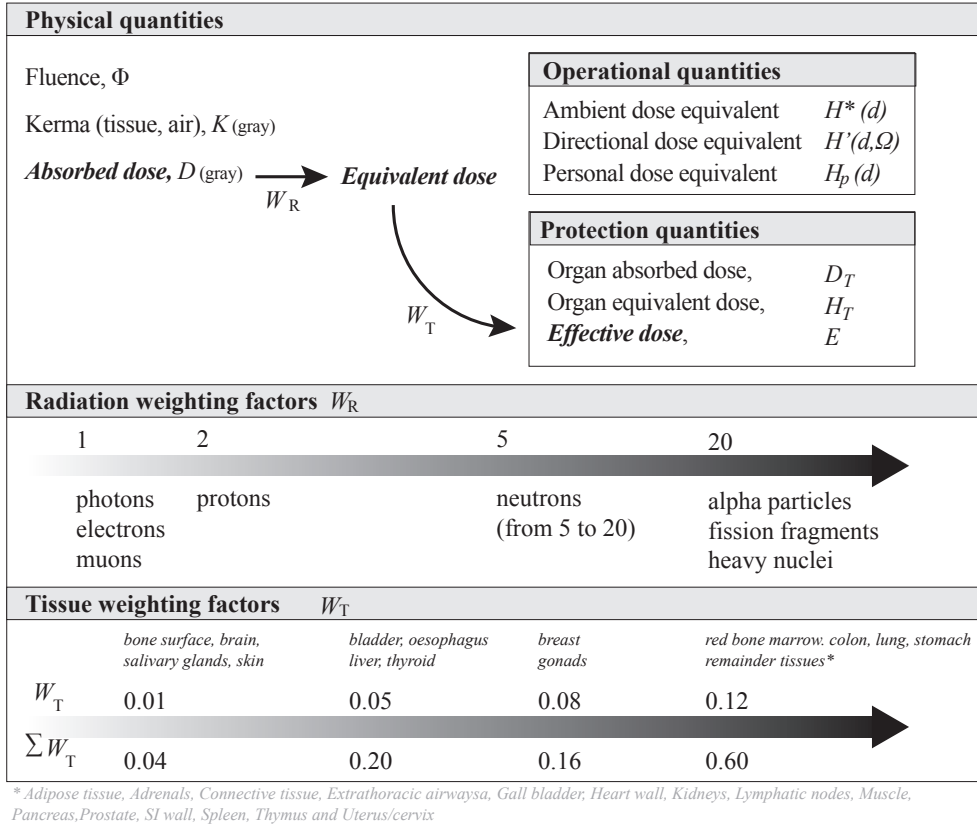 Physical quantities
Fluence, Φ
Kerma (tissue, air), K (gray)
Absorbed dose, D (gray)
W_R
Equivalent dose
W_T
Operational quantities
Ambient dose equivalent H* (d)
Directional dose equivalent H'(d,Ω)
Personal dose equivalent H_p (d)
Protection quantities
Organ absorbed dose, D_T
Organ equivalent dose, H_T
Effective dose, E
Radiation weighting factors W_R
1 2 5 20
photons protons neutrons alpha particles
electrons (from 5 to 20) fission fragments
muons heavy nuclei
Tissue weighting factors W_T
bone surface, brain, bladder, oesophagus breast red bone marrow. colon, lung, stomach
salivary glands, skin liver, thyroid gonads remainder tissues*
W_T 0.01 0.05 0.08 0.12
∑ W_T 0.04 0.20 0.16 0.60
* Adipose tissue, Adrenals, Connective tissue, Extrathoracic airwaysa, Gall bladder, Heart wall, Kidneys, Lymphatic nodes, Muscle,
Pancreas,Prostate, SI wall, Spleen, Thymus and Uterus/cervix